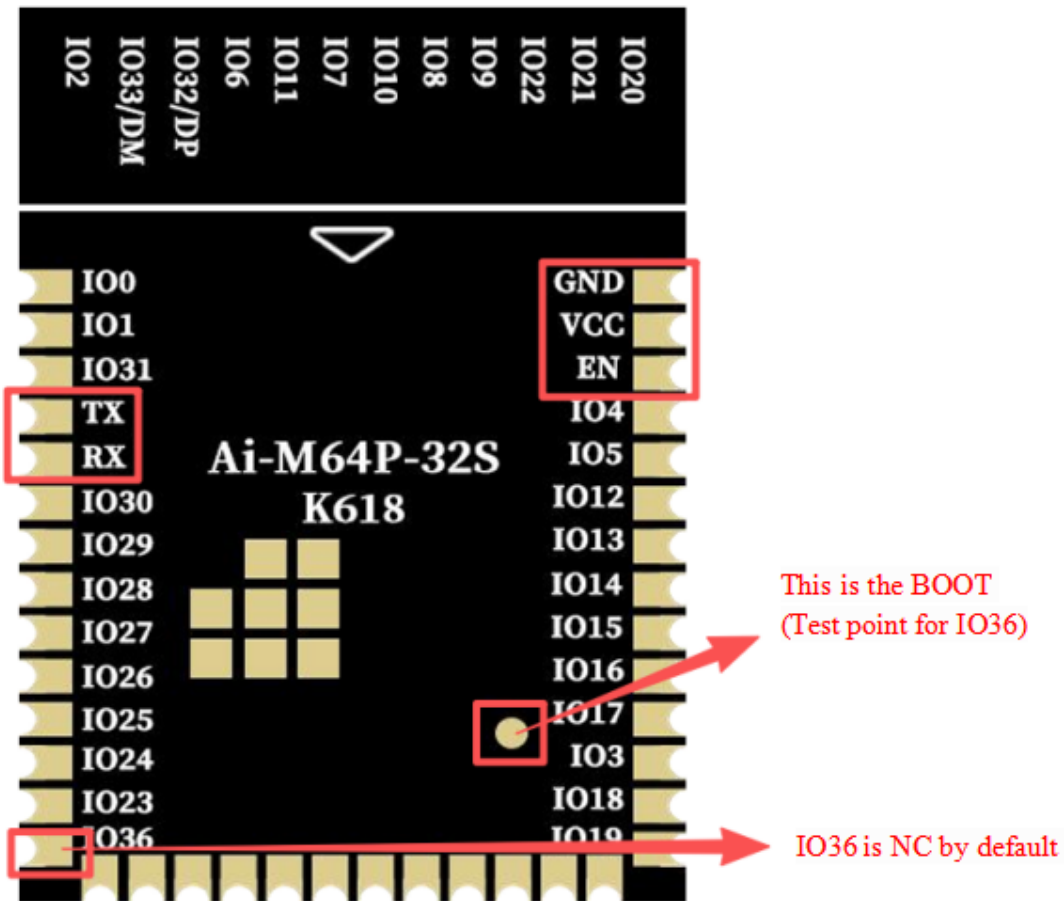 IO2
IO33/DM
IO32/DP
IO6
IO11
IO7
IO10
IO8
IO9
IO22
IO21
IO20
IO0
IO1
IO31
TX
RX
IO30
IO29
IO28
IO27
IO26
IO25
IO24
IO23
IO36
Ai-M64P-32S
K618
GND
VCC
EN
IO4
IO5
IO12
IO13
IO14
IO15
IO16
IO17
IO3
IO18
IO19
This is the BOOT
(Test point for IO36)
IO36 is NC by default